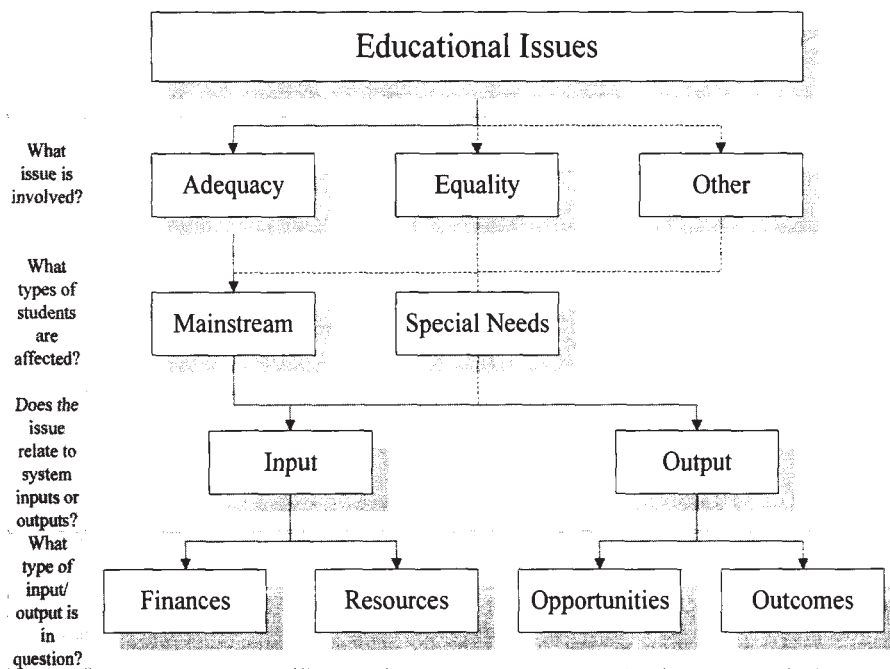 Educational Issues
What
issue is
involved?
Adequacy
Equality
Other
What
types of
students
are
affected?
Mainstream
Special Needs
Does the
issue
relate to
system
inputs or
outputs?
Input
Output
What
type of
input/
output is
in
question?
Finances
Resources
Opportunities
Outcomes